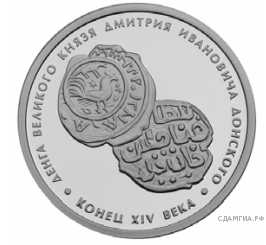 ДЕНГА ВЕЛИКОГО КНЯЗЯ ДМИТРИЯ ИВАНОВИЧА ДОНСКОГО
• КОНЕЦ XIV ВЕКА •
СДАМГИА.РФ